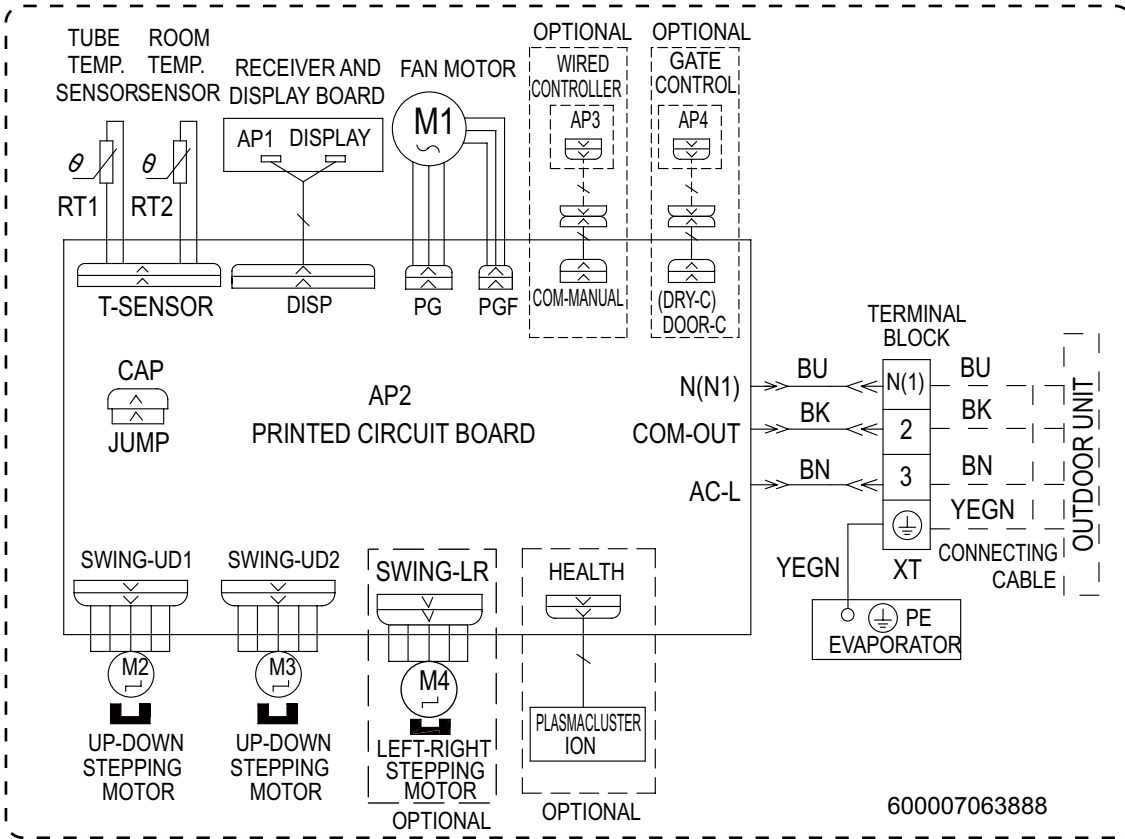 TUBE
TEMP.
SENSOR
RT1
ROOM
TEMP.
SENSOR
RT2
θ
θ
RECEIVER AND
DISPLAY BOARD
AP1 DISPLAY
FAN MOTOR
M1
OPTIONAL
WIRED
CONTROLLER
AP3
OPTIONAL
GATE
CONTROL
AP4
T-SENSOR
DISP
PG
PGF
COM-MANUAL
(DRY-C)
DOOR-C
CAP
JUMP
AP2
PRINTED CIRCUIT BOARD
N(N1)
COM-OUT
AC-L
BU
BK
BN
TERMINAL
BLOCK
N(1)
2
3
XT
BU
BK
BN
YEGN
CONNECTING
CABLE
OUTDOOR UNIT
YEGN
PE
EVAPORATOR
SWING-UD1
M2
UP-DOWN
STEPPING
MOTOR
SWING-UD2
M3
UP-DOWN
STEPPING
MOTOR
SWING-LR
M4
LEFT-RIGHT
STEPPING
MOTOR
OPTIONAL
HEALTH
PLASMACLUSTER
ION
OPTIONAL
600007063888